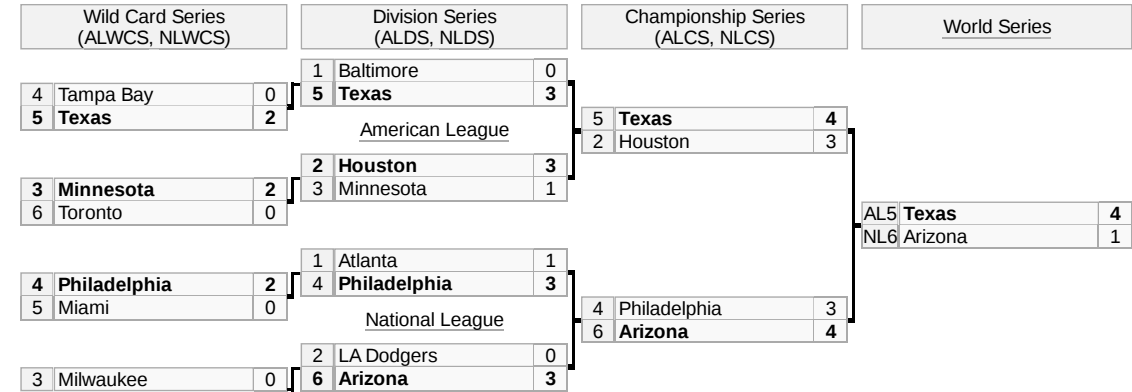 Wild Card Series
(ALWCS, NLWCS)
Division Series
(ALDS, NLDS)
Championship Series
(ALCS, NLCS)
World Series
4 Tampa Bay 0
5 Texas 2
3 Minnesota 2
6 Toronto 0
4 Philadelphia 2
5 Miami 0
3 Milwaukee 0
1 Baltimore 0
5 Texas 3
American League
2 Houston 3
3 Minnesota 1
1 Atlanta 1
4 Philadelphia 3
National League
2 LA Dodgers 0
6 Arizona 3
5 Texas 4
2 Houston 3
4 Philadelphia 3
6 Arizona 4
AL5 Texas 4
NL6 Arizona 1